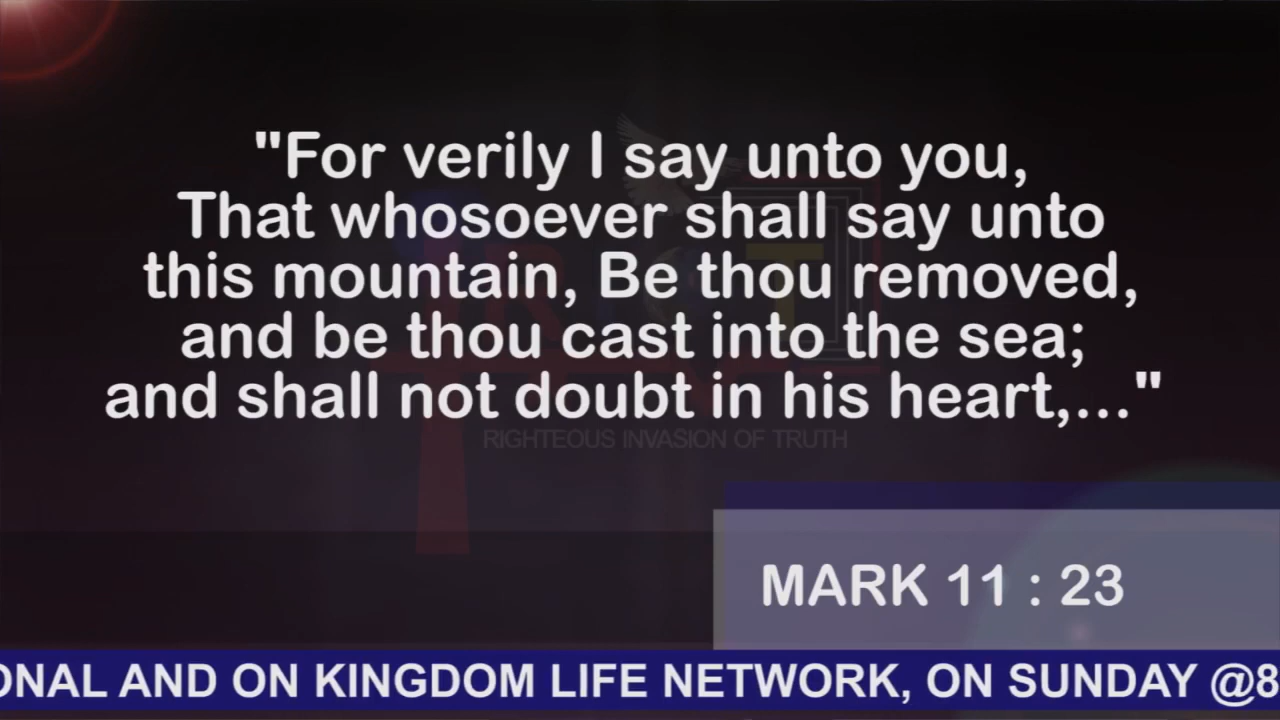 "For verily I say unto you,
That whosoever shall say unto
this mountain, Be thou removed,
and be thou cast into the sea;
and shall not doubt in his heart,..."
RIGHTEOUS INVASION OF TRUTH
MARK 11 : 23
ONAL AND ON KINGDOM LIFE NETWORK, ON SUNDAY @8